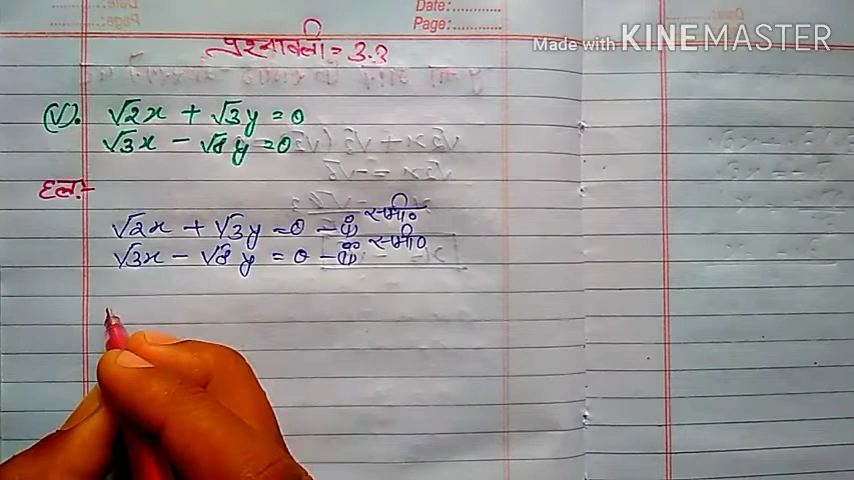 Date:
Page:
Made with KINEMASTER
प्रश्नावली = 3.3
(V). √2x + √3y = 0
√3x - √8y = 0
हल:-
√2x + √3y = 0 - (i) समी०
√3x - √8y = 0 - (ii) समी०